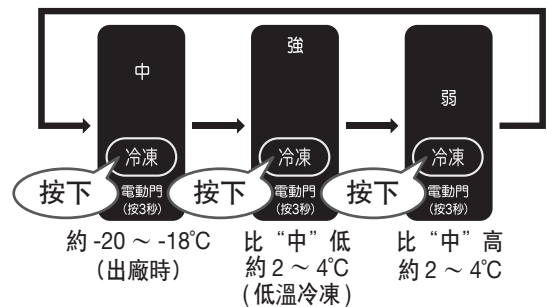 中
冷凍
按下
電動門
(按3秒)
約 -20 ～ -18℃
(出廠時)
強
冷凍
按下
電動門
(按3秒)
比“中”低
約 2 ～ 4℃
(低溫冷凍)
弱
冷凍
按下
電動門
(按3秒)
比“中”高
約 2 ～ 4℃